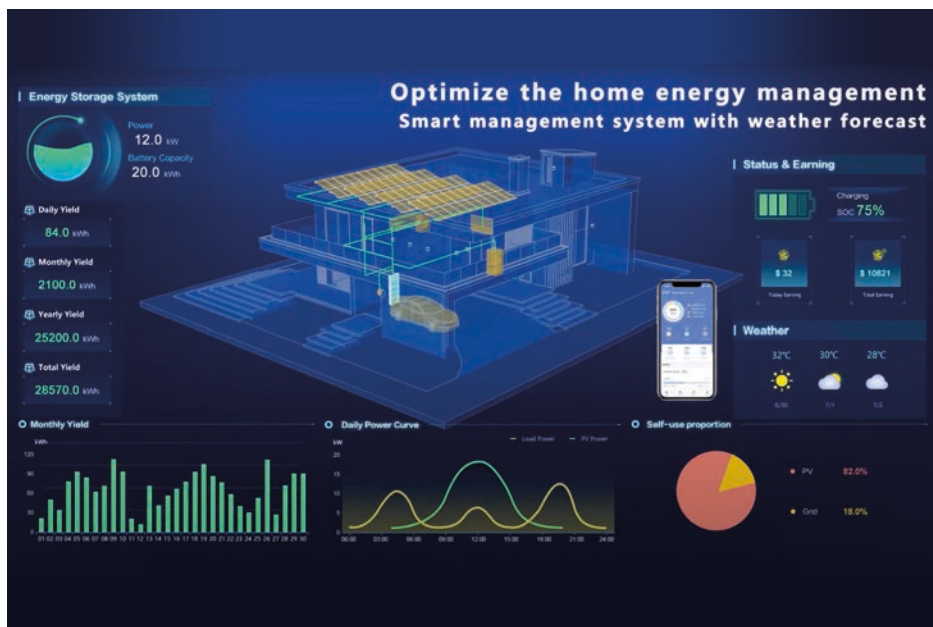 Optimize the home energy management
Smart management system with weather forecast
Energy Storage System
Power
12.0 kW
Battery Capacity
20.0 kWh
Daily Yield
84.0 kWh
Monthly Yield
2100.0 kWh
Yearly Yield
25200.0 kWh
Total Yield
28570.0 kWh
Status & Earning
Charging
SOC 75%
$ 32
Today Earning
$ 10821
Total Earning
Weather
32°C 30°C 28°C
6/30 7/1 7/2
Monthly Yield
kWh
120
90
60
30
0
01 02 03 04 05 06 07 08 09 10 11 12 13 14 15 16 17 18 19 20 21 22 23 24 25 26 27 28 29 30
Daily Power Curve
Load Power PV Power
kW
20
15
10
5
0
00:00 03:00 06:00 09:00 12:00 15:00 18:00 21:00 24:00
Self-use proportion
PV 82.0%
Grid 18.0%